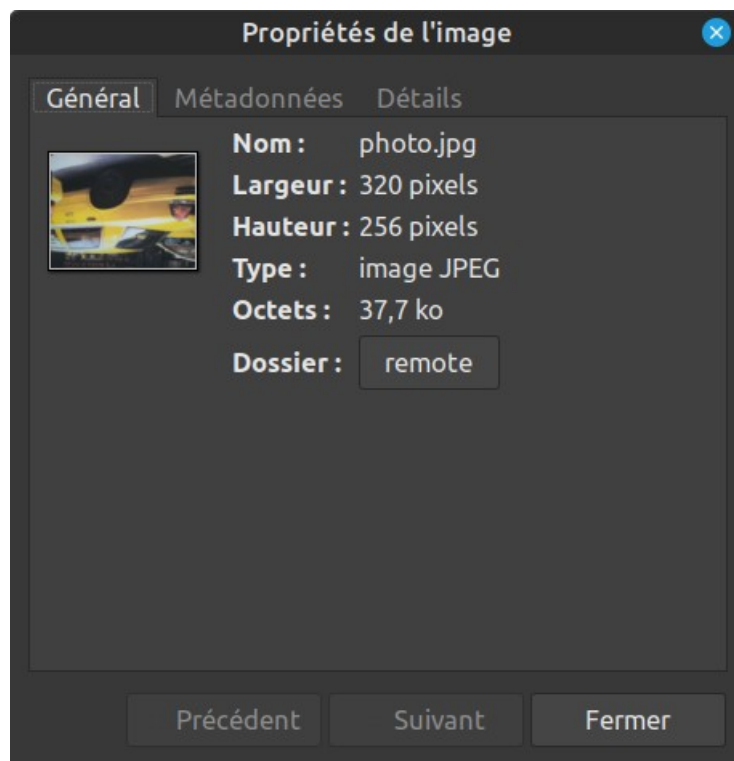 Propriétés de l'image
Général Métadonnées Détails
Nom : photo.jpg
Largeur : 320 pixels
Hauteur : 256 pixels
Type : image JPEG
Octets : 37,7 ko
Dossier : remote
Précédent Suivant Fermer